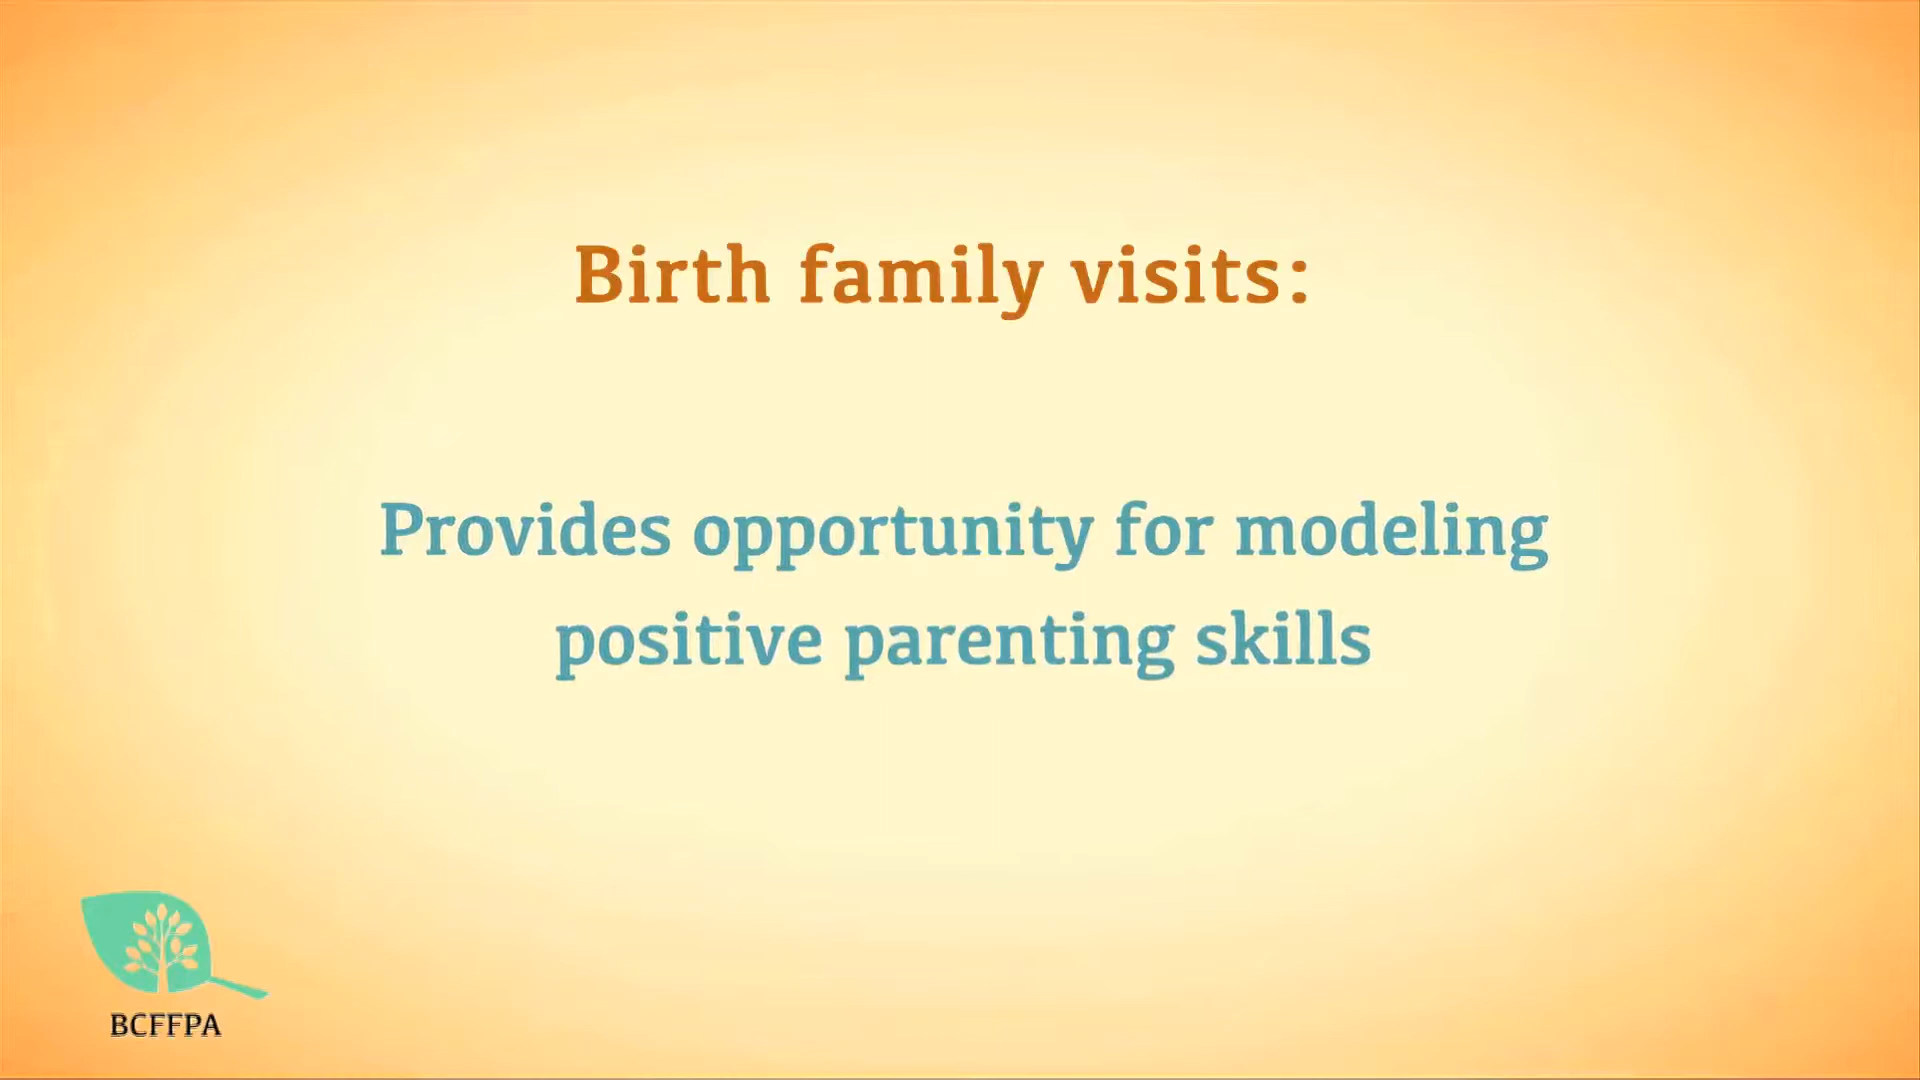 Birth family visits:
Provides opportunity for modeling
positive parenting skills
BCFFPA